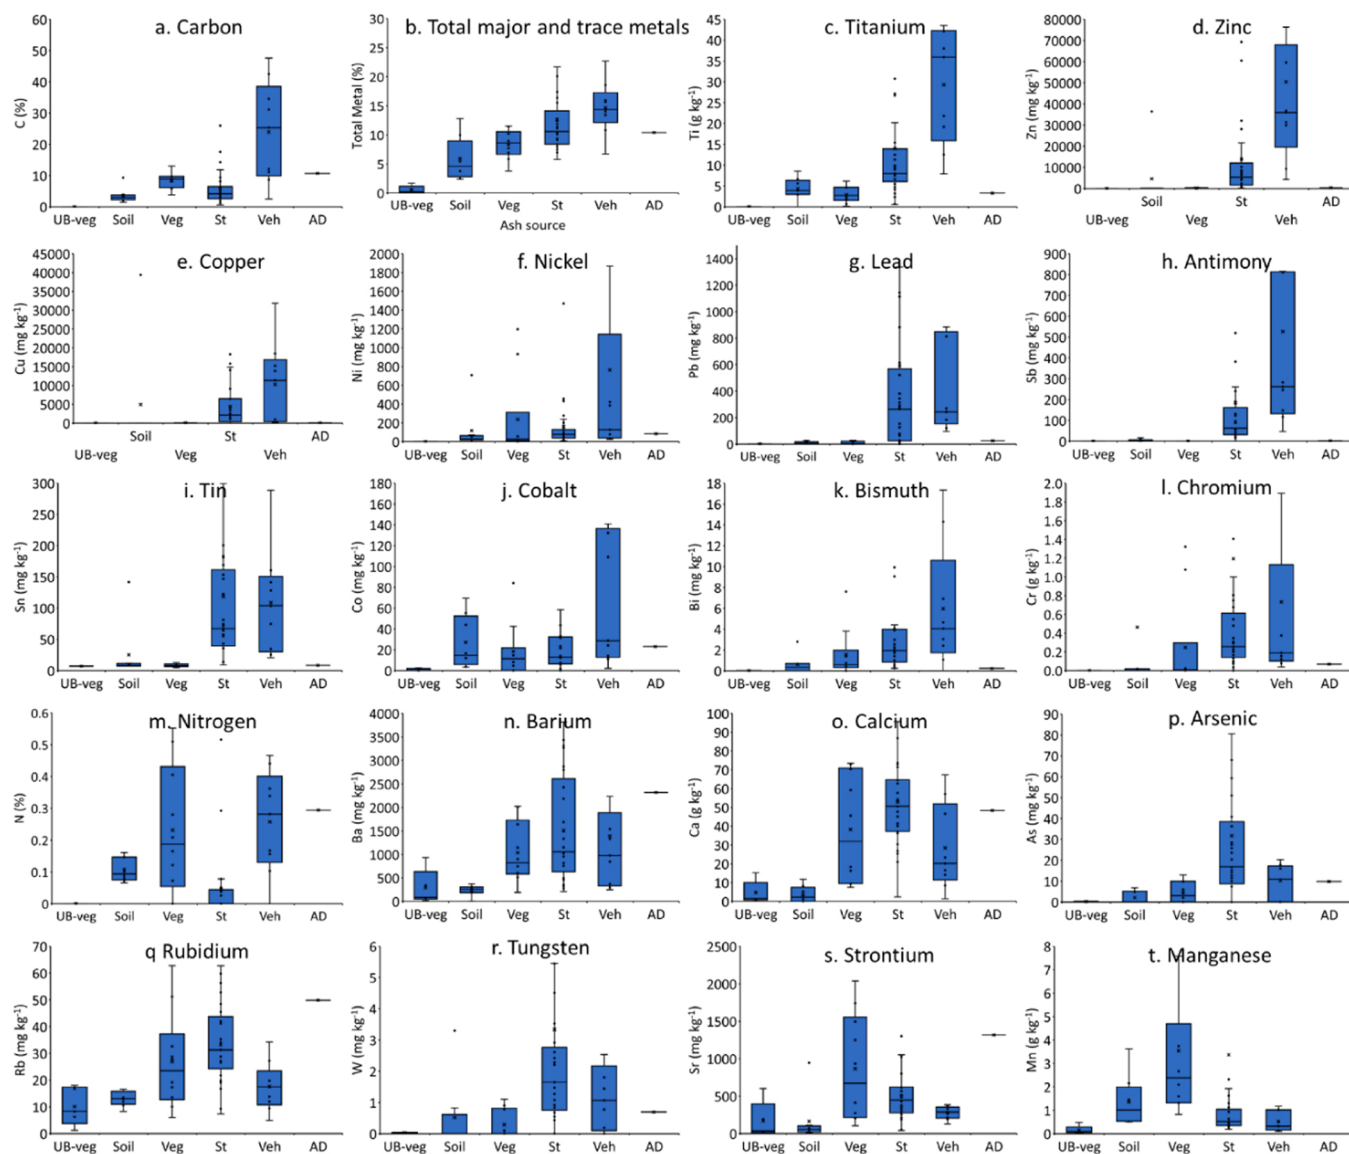 a. Carbon
C (%)
60
50
40
30
20
10
0
UB-veg Soil Veg St Veh AD
b. Total major and trace metals
Total Metal (%)
30
25
20
15
10
5
0
UB-veg Soil Veg St Veh AD
Ash source
c. Titanium
Ti (g kg⁻¹)
45
40
35
30
25
20
15
10
5
0
UB-veg Soil Veg St Veh AD
d. Zinc
Zn (mg kg⁻¹)
80000
70000
60000
50000
40000
30000
20000
10000
0
Soil St AD
UB-veg Veg Veh
e. Copper
Cu (mg kg⁻¹)
45000
40000
35000
30000
25000
20000
15000
10000
5000
0
Soil St AD
UB-veg Veg Veh
f. Nickel
Ni (mg kg⁻¹)
2000
1800
1600
1400
1200
1000
800
600
400
200
0
UB-veg Soil Veg St Veh AD
g. Lead
Pb (mg kg⁻¹)
1400
1200
1000
800
600
400
200
0
UB-veg Soil Veg St Veh AD
h. Antimony
Sb (mg kg⁻¹)
900
800
700
600
500
400
300
200
100
0
UB-veg Soil Veg St Veh AD
i. Tin
Sn (mg kg⁻¹)
300
250
200
150
100
50
0
UB-veg Soil Veg St Veh AD
j. Cobalt
Co (mg kg⁻¹)
180
160
140
120
100
80
60
40
20
0
UB-veg Soil Veg St Veh AD
k. Bismuth
Bi (mg kg⁻¹)
18
16
14
12
10
8
6
4
2
0
UB-veg Soil Veg St Veh AD
l. Chromium
Cr (g kg⁻¹)
2.0
1.8
1.6
1.4
1.2
1.0
0.8
0.6
0.4
0.2
0.0
UB-veg Soil Veg St Veh AD
m. Nitrogen
N (%)
0.6
0.5
0.4
0.3
0.2
0.1
0
UB-veg Soil Veg St Veh AD
n. Barium
Ba (mg kg⁻¹)
4000
3500
3000
2500
2000
1500
1000
500
0
UB-veg Soil Veg St Veh AD
o. Calcium
Ca (g kg⁻¹)
100
90
80
70
60
50
40
30
20
10
0
UB-veg Soil Veg St Veh AD
p. Arsenic
As (mg kg⁻¹)
90
80
70
60
50
40
30
20
10
0
UB-veg Soil Veg St Veh AD
q Rubidium
Rb (mg kg⁻¹)
70
60
50
40
30
20
10
0
UB-veg Soil Veg St Veh AD
r. Tungsten
W (mg kg⁻¹)
6
5
4
3
2
1
0
UB-veg Soil Veg St Veh AD
s. Strontium
Sr (mg kg⁻¹)
2500
2000
1500
1000
500
0
UB-veg Soil Veg St Veh AD
t. Manganese
Mn (g kg⁻¹)
8
7
6
5
4
3
2
1
0
UB-veg Soil Veg St Veh AD